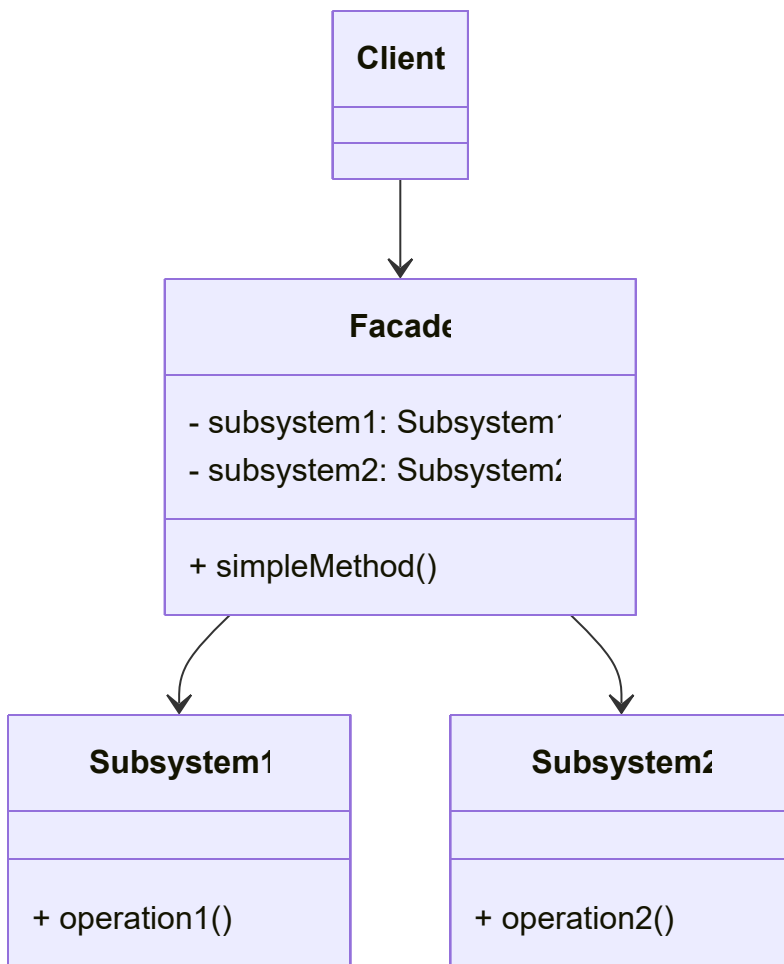 Client
Facade
- subsystem1: Subsystem1
- subsystem2: Subsystem2
+ simpleMethod()
Subsystem1
Subsystem2
+ operation1()
+ operation2()